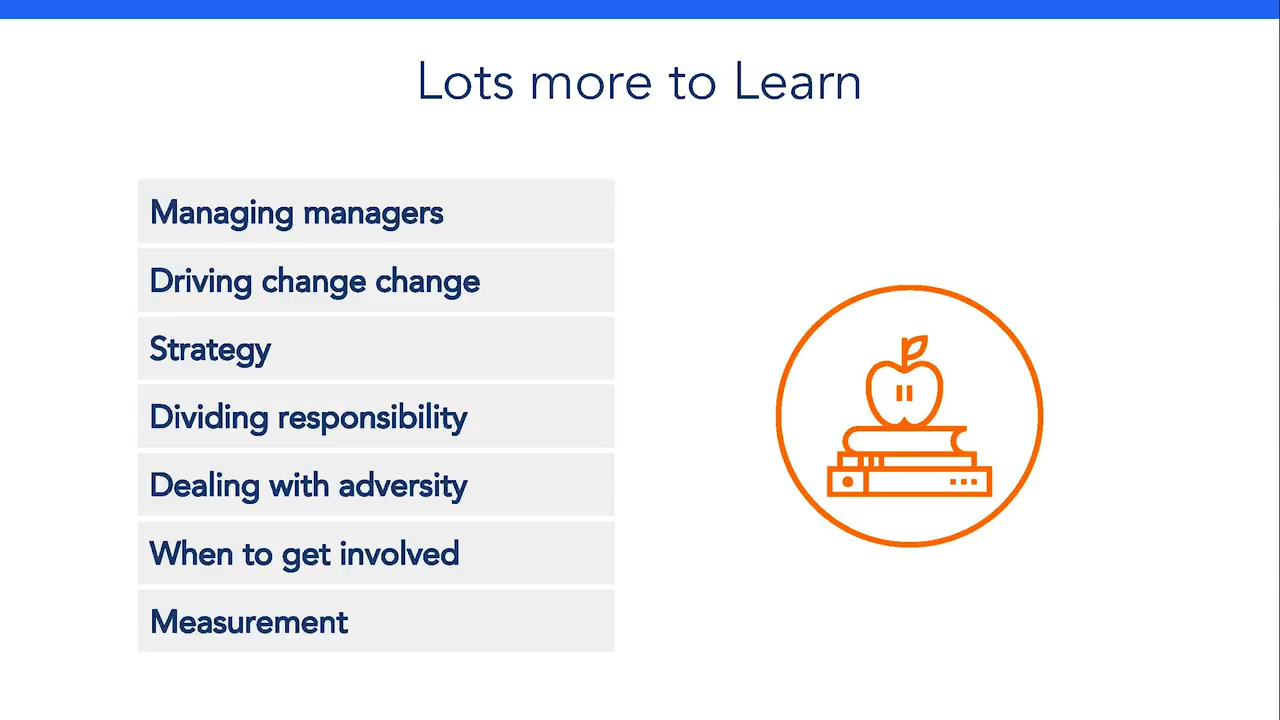 Lots more to Learn
Managing managers
Driving change change
Strategy
Dividing responsibility
Dealing with adversity
When to get involved
Measurement